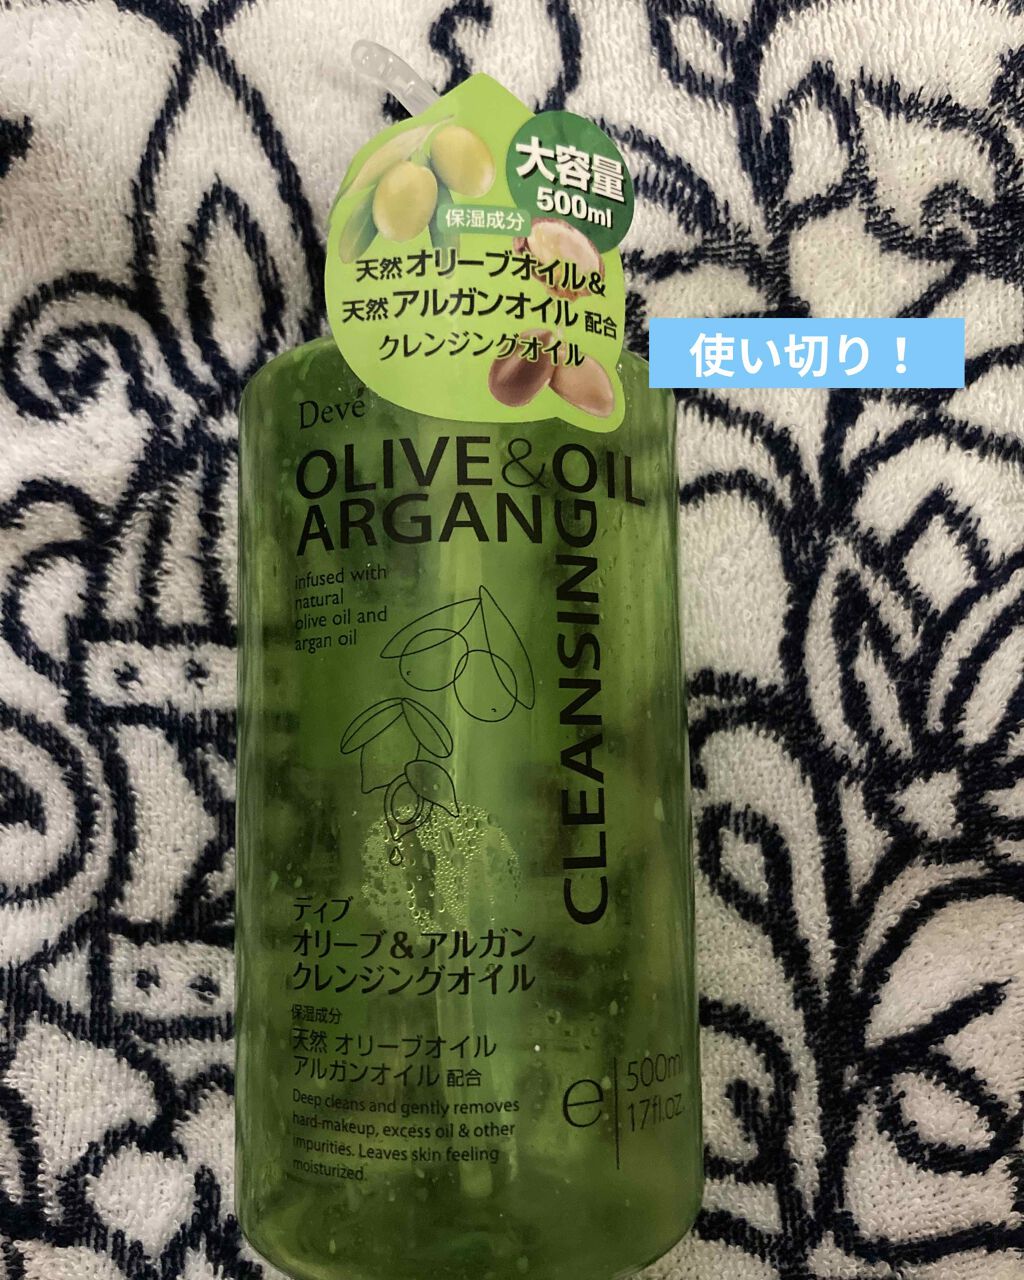 大容量
500ml
保湿成分
天然オリーブオイル&
天然アルガンオイル配合
クレンジングオイル
使い切り！
Devé
OLIVE&OIL
ARGAN
CLEANSING
infused with
natural
olive oil and
argan oil
ディブ
オリーブ&アルガン
クレンジングオイル
保湿成分
天然 オリーブオイル
アルガンオイル 配合
Deep cleans and gently removes
hard-makeup, excess oil & other
impurities. Leaves skin feeling
moisturized.
e
500ml
17fl.oz.